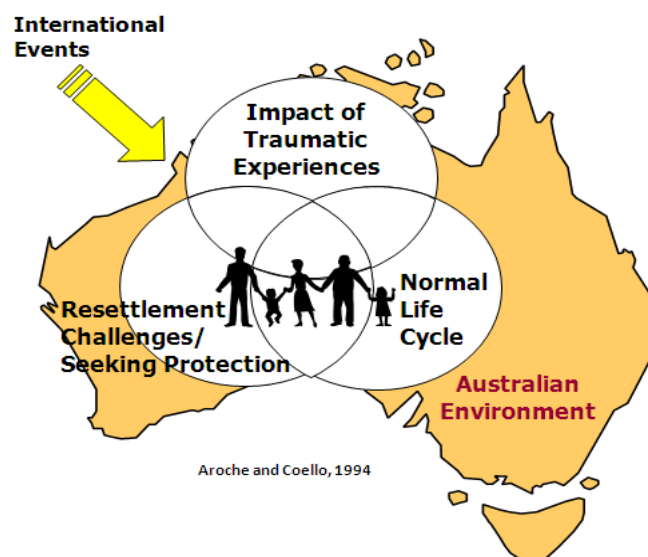 International
Events
Impact of
Traumatic
Experiences
Resettlement
Challenges/
Seeking Protection
Normal
Life
Cycle
Australian
Environment
Aroche and Coello, 1994